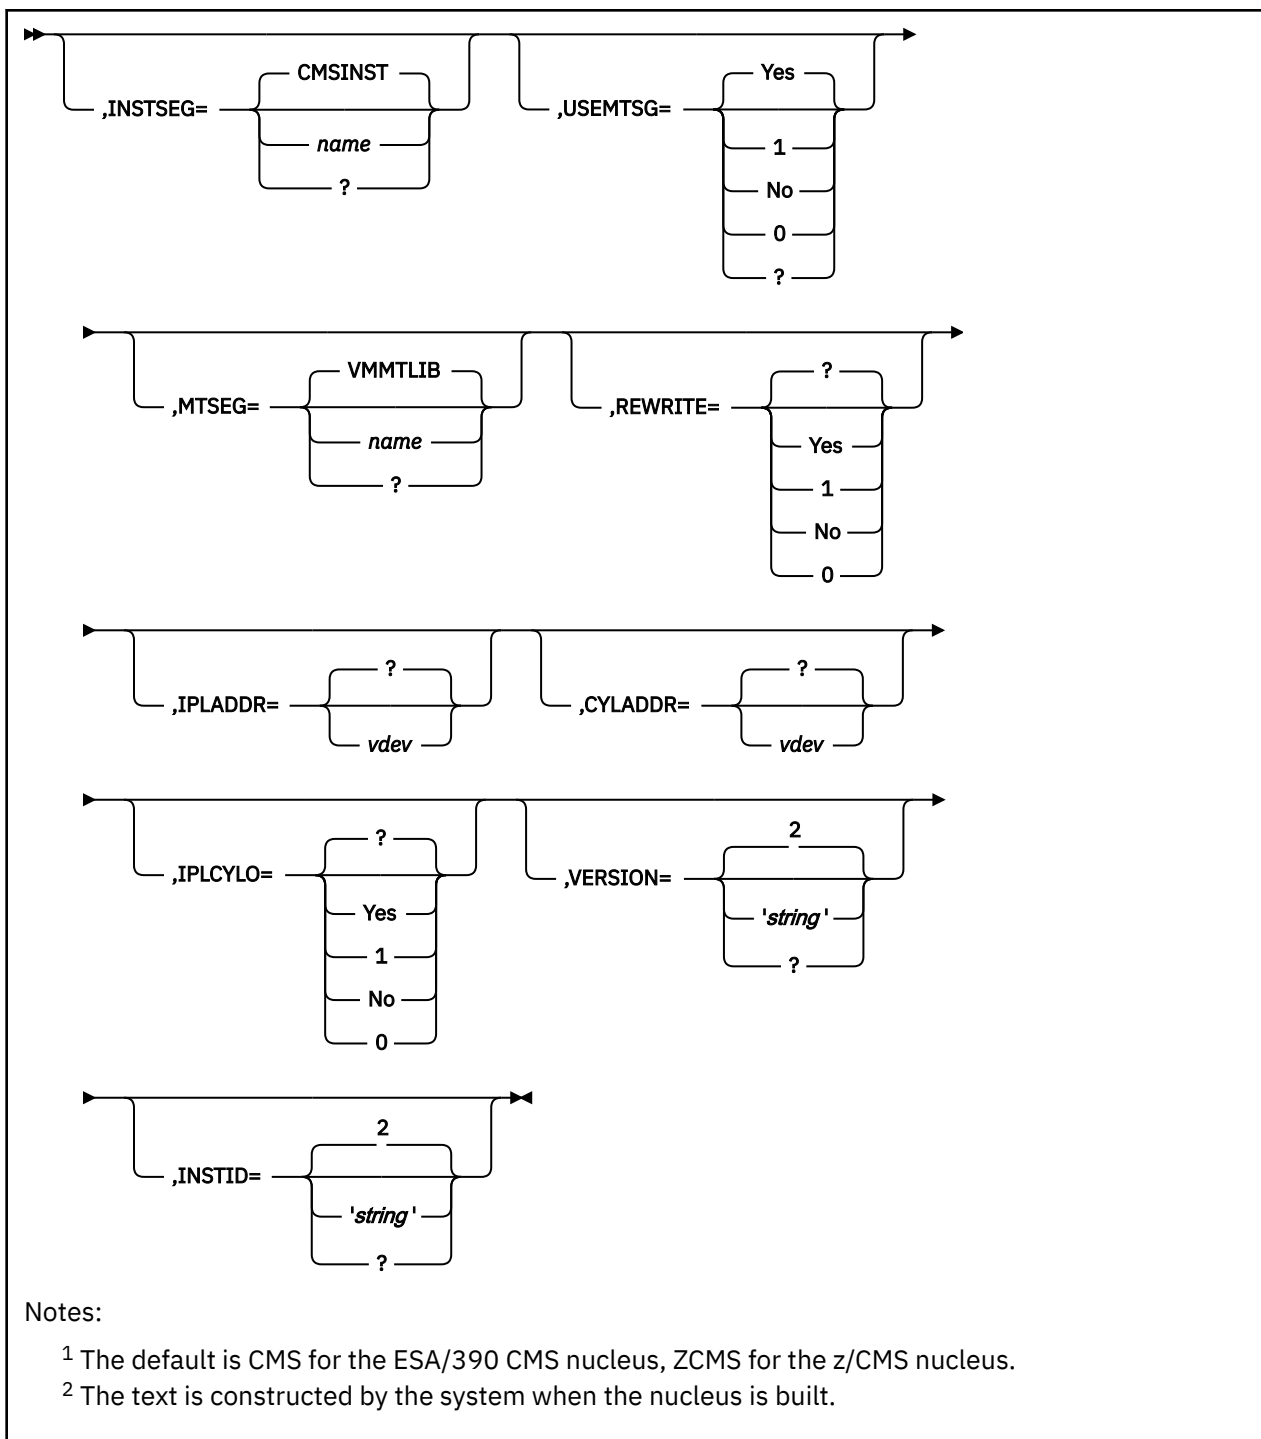 CMSINST
,INSTSEG=
name
?
Yes
,USEMTSG=
1
No
0
?
VMMTLIB
,MTSEG=
name
?
?
,REWRITE=
Yes
1
No
0
?
,IPLADDR=
vdev
?
,CYLADDR=
vdev
?
,IPLCYLO=
Yes
1
No
0
2
,VERSION=
'string'
?
2
,INSTID=
'string'
?
Notes:
1 The default is CMS for the ESA/390 CMS nucleus, ZCMS for the z/CMS nucleus.
2 The text is constructed by the system when the nucleus is built.